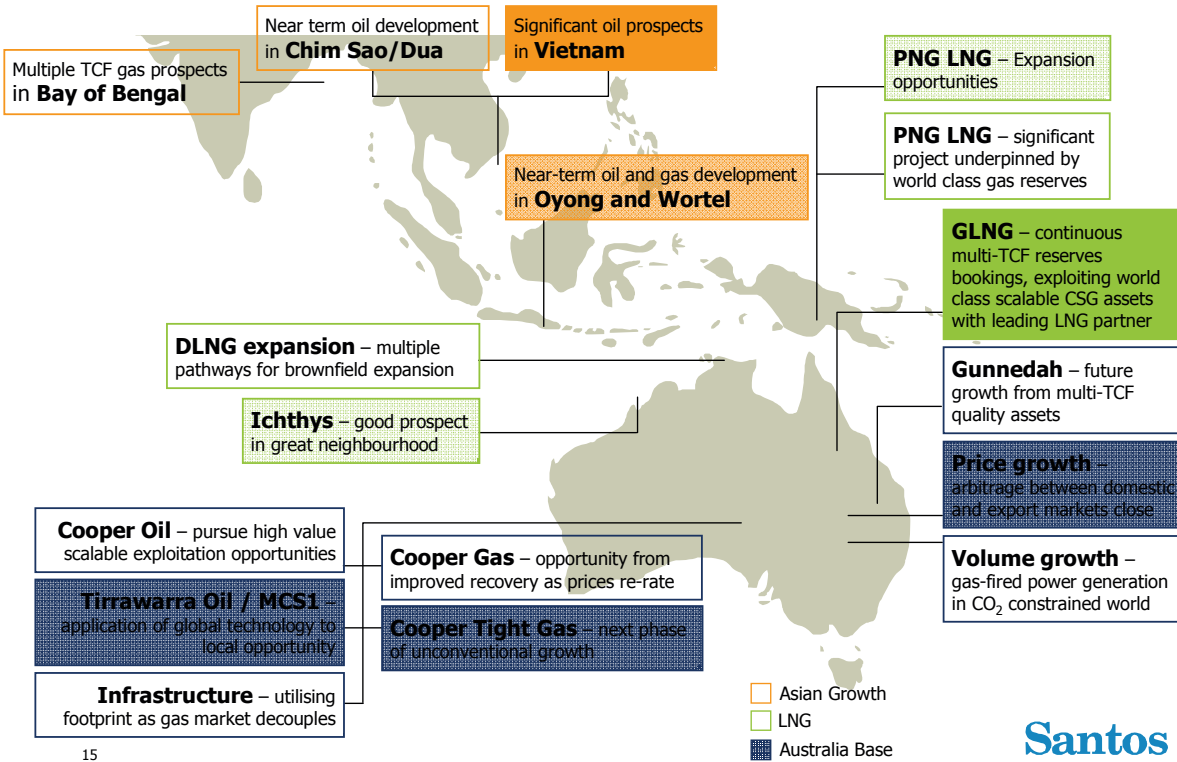 Near term oil development
in Chim Sao/Dua
Significant oil prospects
in Vietnam
Multiple TCF gas prospects
in Bay of Bengal
PNG LNG – Expansion
opportunities
PNG LNG – significant
project underpinned by
world class gas reserves
Near-term oil and gas development
in Oyong and Wortel
GLNG – continuous
multi-TCF reserves
bookings, exploiting world
class scalable CSG assets
with leading LNG partner
DLNG expansion – multiple
pathways for brownfield expansion
Gunnedah – future
growth from multi-TCF
quality assets
Ichthys – good prospect
in great neighbourhood
Price growth –
arbitrage between domestic
and export markets close
Cooper Oil – pursue high value
scalable exploitation opportunities
Cooper Gas – opportunity from
improved recovery as prices re-rate
Volume growth –
gas-fired power generation
in CO₂ constrained world
Tirrawarra Oil / MCS1 –
application of global technology to
local opportunity
Cooper Tight Gas – next phase
of unconventional growth
Infrastructure – utilising
footprint as gas market decouples
Asian Growth
LNG
Australia Base
Santos
15